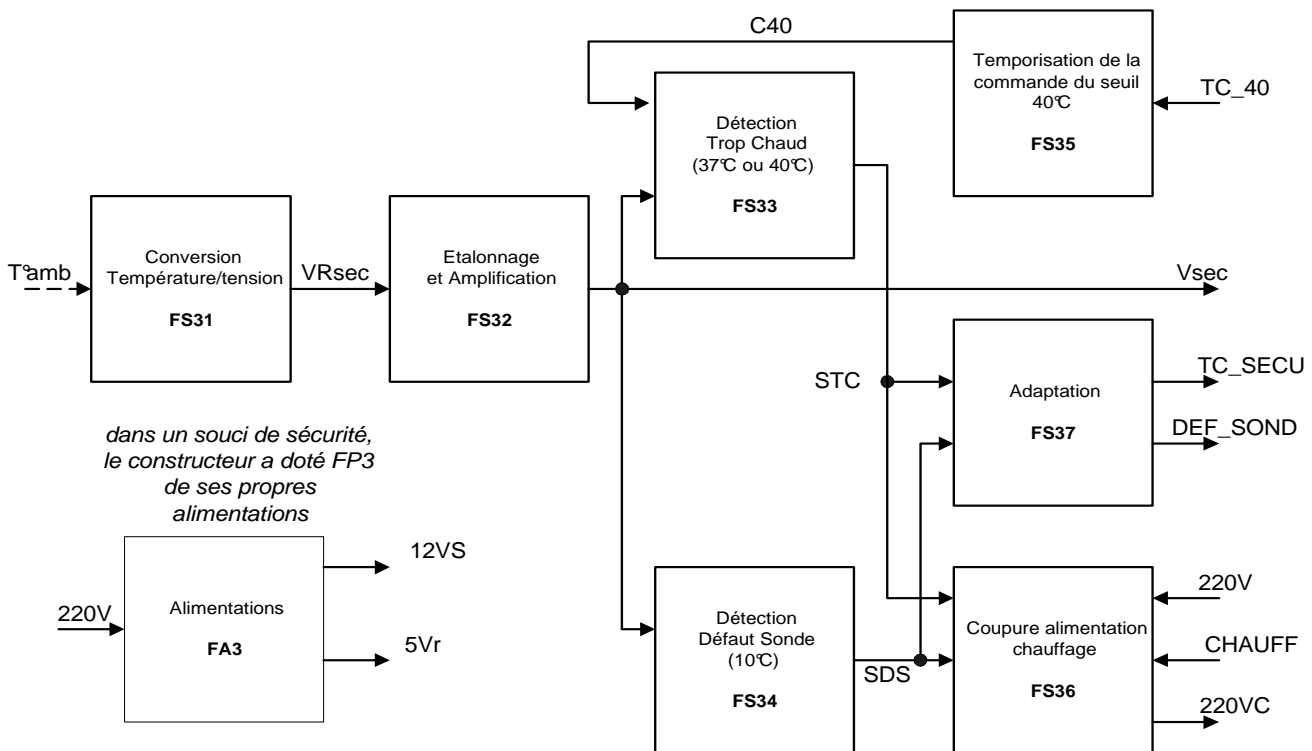 C40
Temporisation de la
commande du seuil
40°C
FS35
TC_40
Détection
Trop Chaud
(37°C ou 40°C)
FS33
T°amb
Conversion
Température/tension
FS31
VRsec
Etalonnage
et Amplification
FS32
Vsec
STC
Adaptation
FS37
TC_SECU
DEF_SOND
dans un souci de sécurité,
le constructeur a doté FP3
de ses propres
alimentations
220V
Alimentations
FA3
12VS
5Vr
Détection
Défaut Sonde
(10°C)
FS34
SDS
Coupure alimentation
chauffage
FS36
220V
CHAUFF
220VC